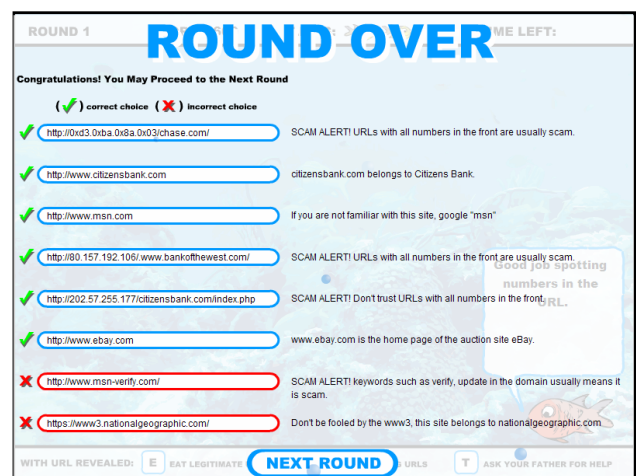 ROUND 1
ME LEFT:
ROUND OVER
Congratulations! You May Proceed to the Next Round
( ) correct choice ( ) incorrect choice
http://0xd3.0xba.0x8a.0x03/chase.com/ SCAM ALERT! URLs with all numbers in the front are usually scam.
http://www.citizensbank.com citizensbank.com belongs to Citizens Bank.
http://www.msn.com If you are not familiar with this site, google "msn"
http://80.157.192.106/.www.bankofthewest.com/ SCAM ALERT! URLs with all numbers in the front are usually scam.
Good job spotting
numbers in the
URL.
http://202.57.255.177/citizensbank.com/index.php SCAM ALERT! Don't trust URLs with all numbers in the front.
http://www.ebay.com www.ebay.com is the home page of the auction site eBay.
http://www.msn-verify.com/ SCAM ALERT! keywords such as verify, update in the domain usually means it
is scam.
https://www3.nationalgeographic.com/ Don't be fooled by the www3, this site belongs to nationalgeographic.com
WITH URL REVEALED: E EAT LEGITIMATE NEXT ROUND URLS T ASK YOUR FATHER FOR HELP